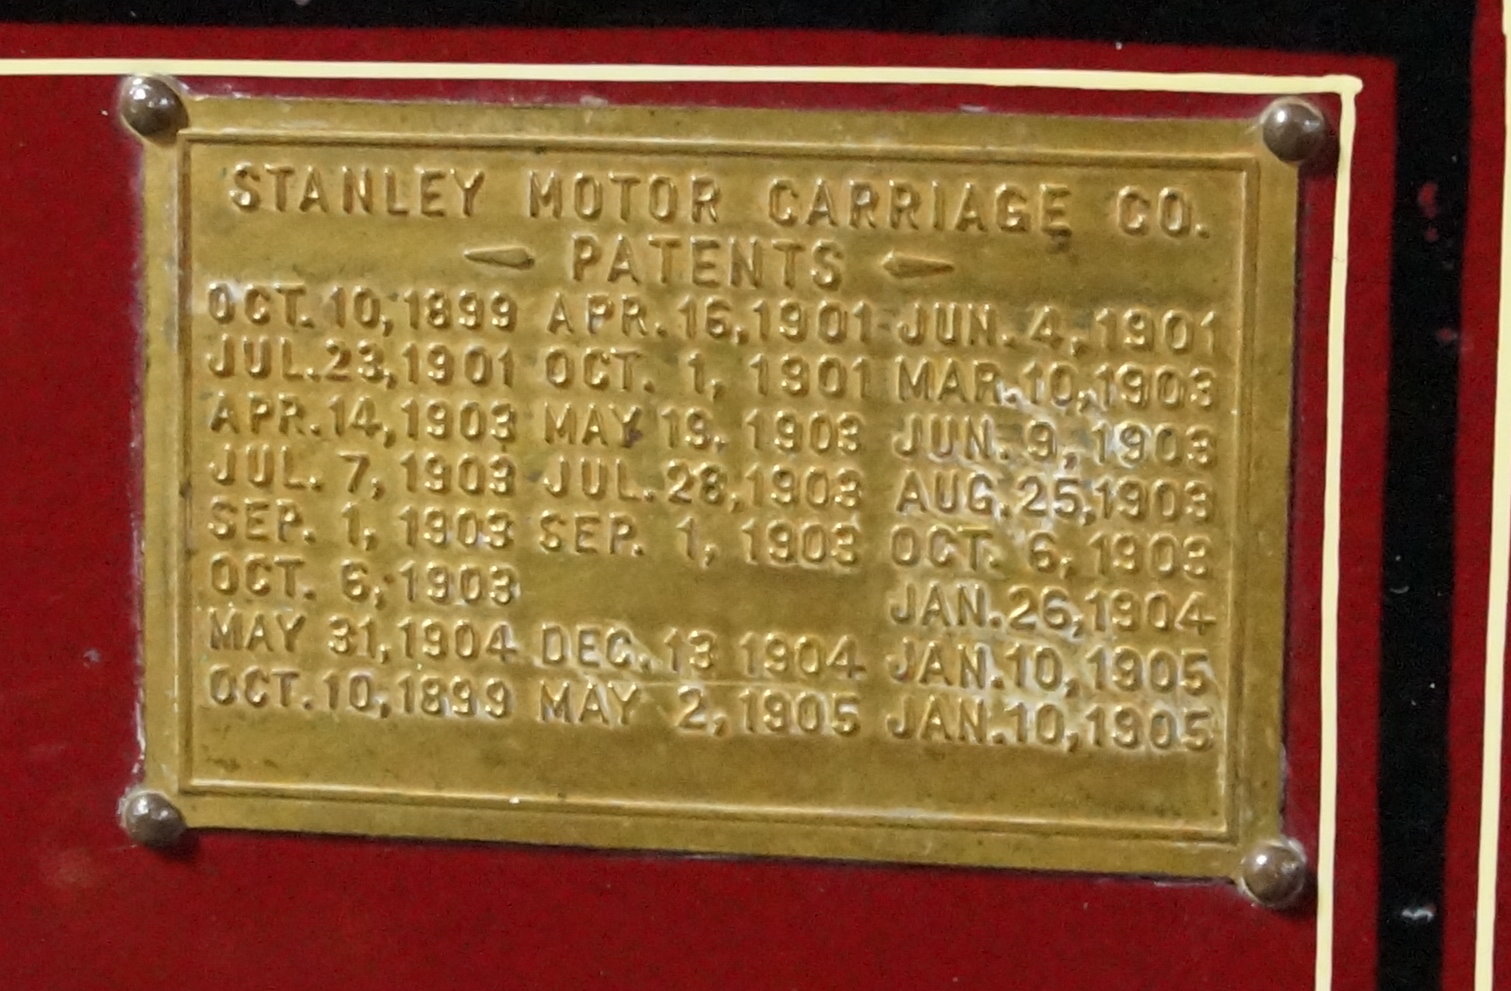 STANLEY MOTOR CARRIAGE CO.
PATENTS
OCT. 10, 1899 APR. 16, 1901 JUN. 4, 1901
JUL. 23, 1901 OCT. 1, 1901 MAR. 10, 1903
APR. 14, 1903 MAY 19, 1903 JUN. 9, 1903
JUL. 7, 1903 JUL. 28, 1903 AUG. 25, 1903
SEP. 1, 1903 SEP. 1, 1903 OCT. 6, 1903
OCT. 6, 1903 JAN. 26, 1904
MAY 31, 1904 DEC. 13 1904 JAN. 10, 1905
OCT. 10, 1899 MAY 2, 1905 JAN. 10, 1905